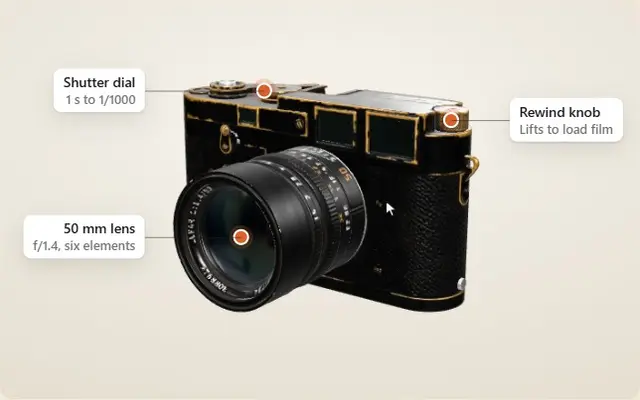 Shutter dial
1 s to 1/1000
Rewind knob
Lifts to load film
50 mm lens
f/1.4, six elements
50